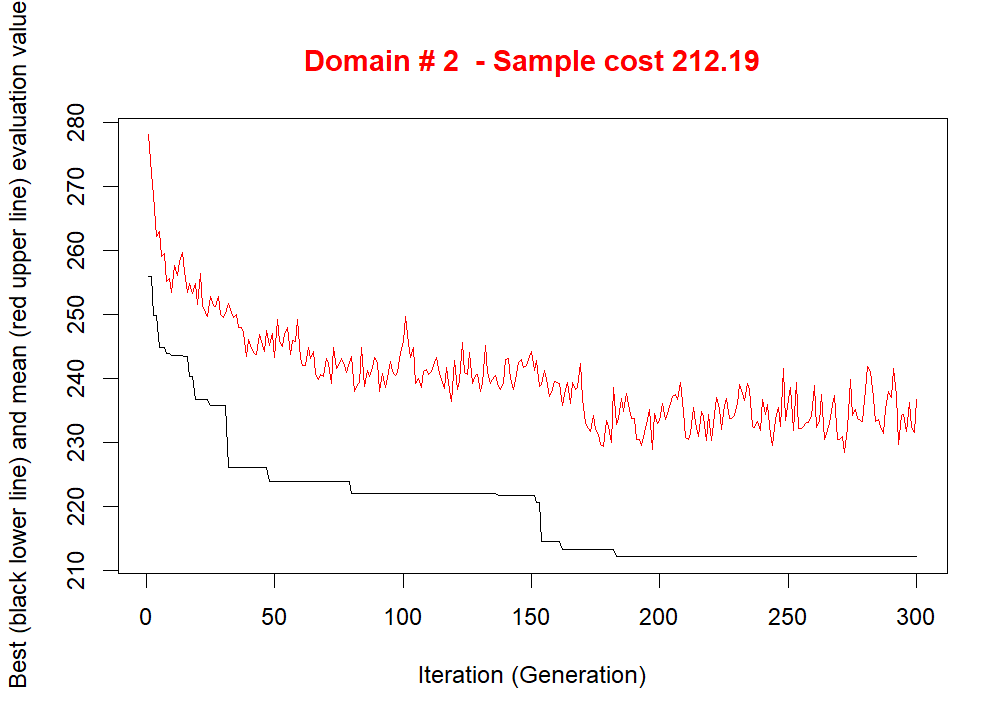 Domain # 2  - Sample cost 212.19
Best (black lower line) and mean (red upper line) evaluation value
280
270
260
250
240
230
220
210
0 50 100 150 200 250 300
Iteration (Generation)